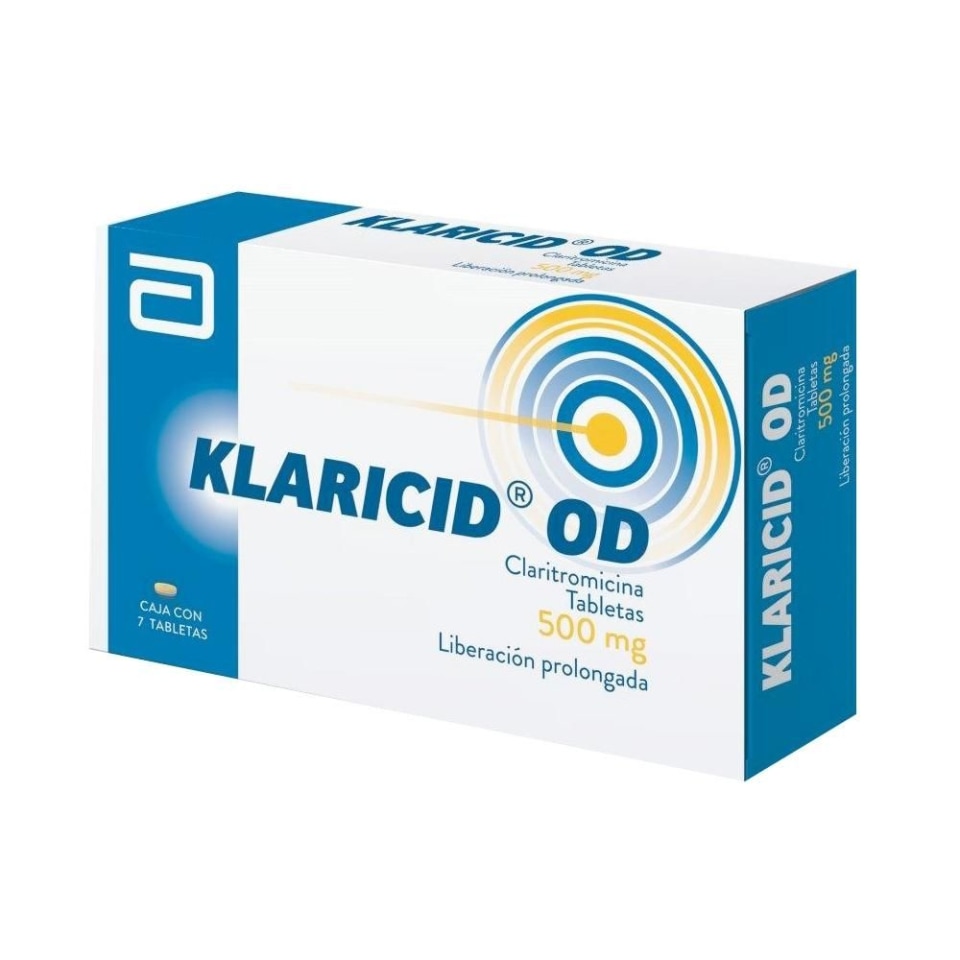 KLARICID® OD
Claritromicina
Tabletas
500 mg
Liberación prolongada
KLARICID® OD
Claritromicina
Tabletas
500 mg
Liberación prolongada
CAJA CON
7 TABLETAS
KLARICID® OD
Claritromicina
Tabletas
500 mg
Liberación prolongada